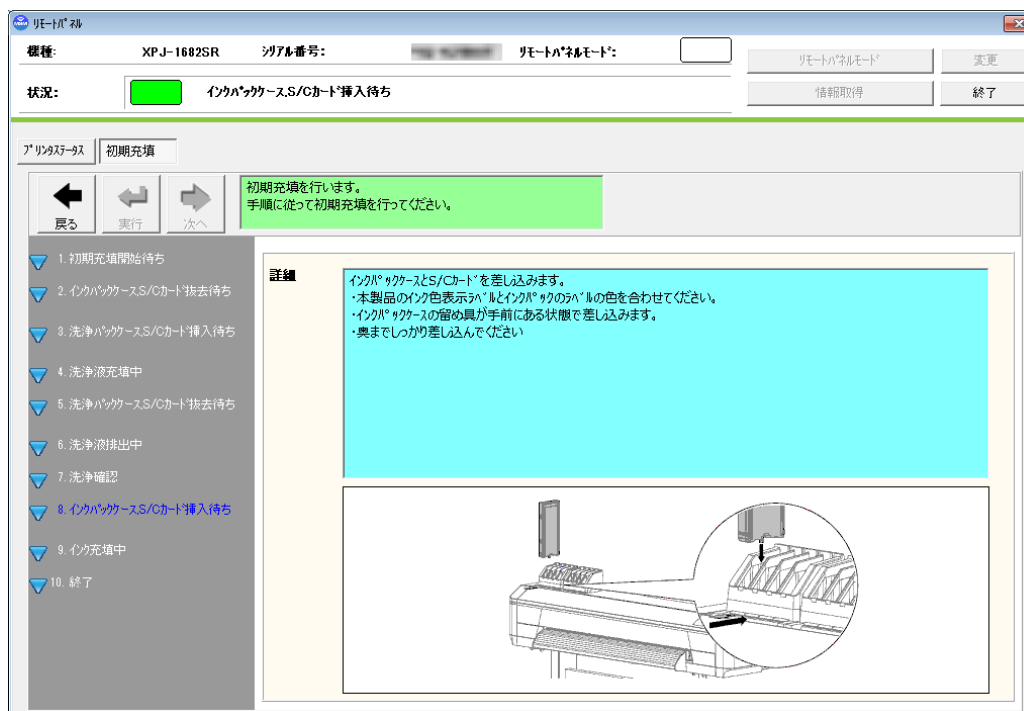 リモートパネル
機種: XPJ-1682SR シリアル番号: リモートパネルモード:
リモートパネルモード 変更
状況: インクパックケース,S/Cカード挿入待ち
情報取得 終了
プリンタステータス 初期充填
戻る 実行 次へ
初期充填を行います。
手順に従って初期充填を行ってください。
1. 初期充填開始待ち
2. インクパックケース,S/Cカード抜去待ち
3. 洗浄パックケース,S/Cカード挿入待ち
4. 洗浄液充填中
5. 洗浄パックケース,S/Cカード抜去待ち
6. 洗浄液排出中
7. 洗浄確認
8. インクパックケース,S/Cカード挿入待ち
9. インク充填中
10. 終了
詳細
インクパックケースとS/Cカードを差し込みます。
・本製品のインク色表示ラベルとインクパックのラベルの色を合わせてください。
・インクパックケースの留め具が手前にある状態で差し込みます。
・奥までしっかり差し込んでください